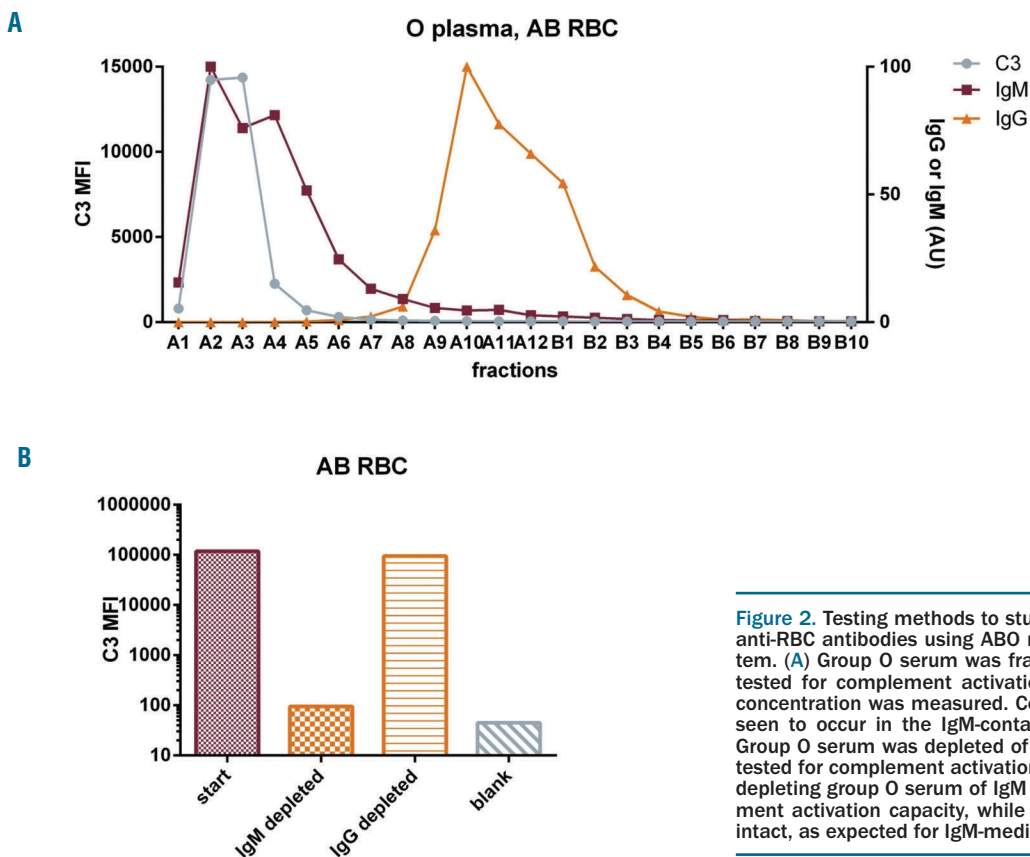 A
O plasma, AB RBC
15000
10000
5000
0
C3 MFI
100
50
0
IgG or IgM (AU)
C3
IgM
IgG
A1 A2 A3 A4 A5 A6 A7 A8 A9 A10 A11 A12 B1 B2 B3 B4 B5 B6 B7 B8 B9 B10
fractions
B
AB RBC
1000000
100000
10000
1000
100
10
C3 MFI
start
IgM depleted
IgG depleted
blank
Figure 2. Testing methods to stu
anti-RBC antibodies using ABO
tem. (A) Group O serum was fra
tested for complement activatio
concentration was measured. Co
seen to occur in the IgM-conta
Group O serum was depleted of
tested for complement activation
depleting group O serum of IgM
ment activation capacity, while
intact, as expected for IgM-medi